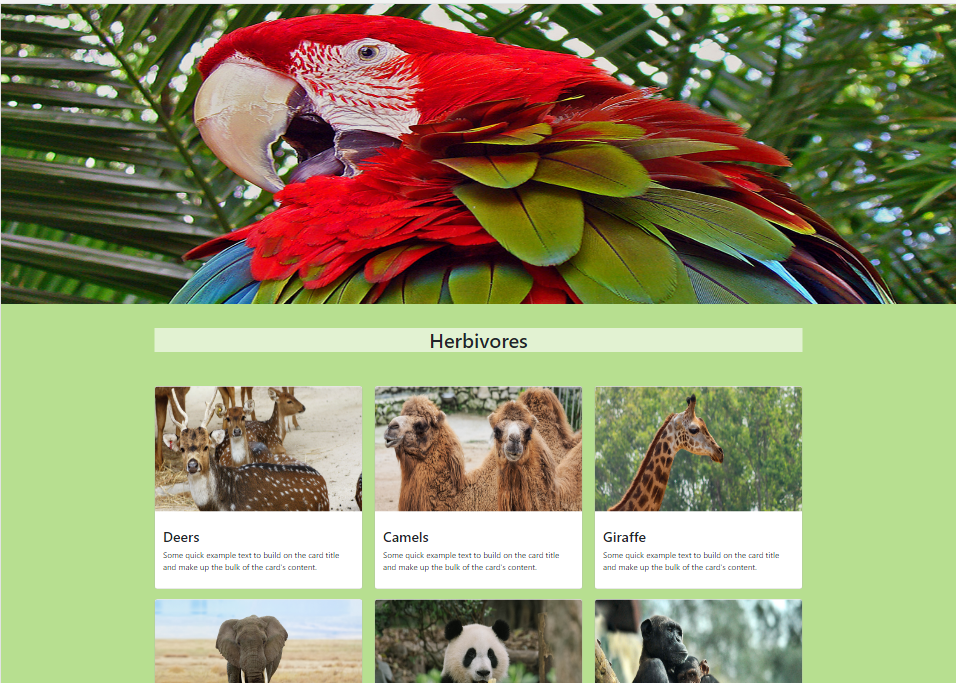 Herbivores
Deers
Some quick example text to build on the card title
and make up the bulk of the card's content.
Camels
Some quick example text to build on the card title
and make up the bulk of the card's content.
Giraffe
Some quick example text to build on the card title
and make up the bulk of the card's content.